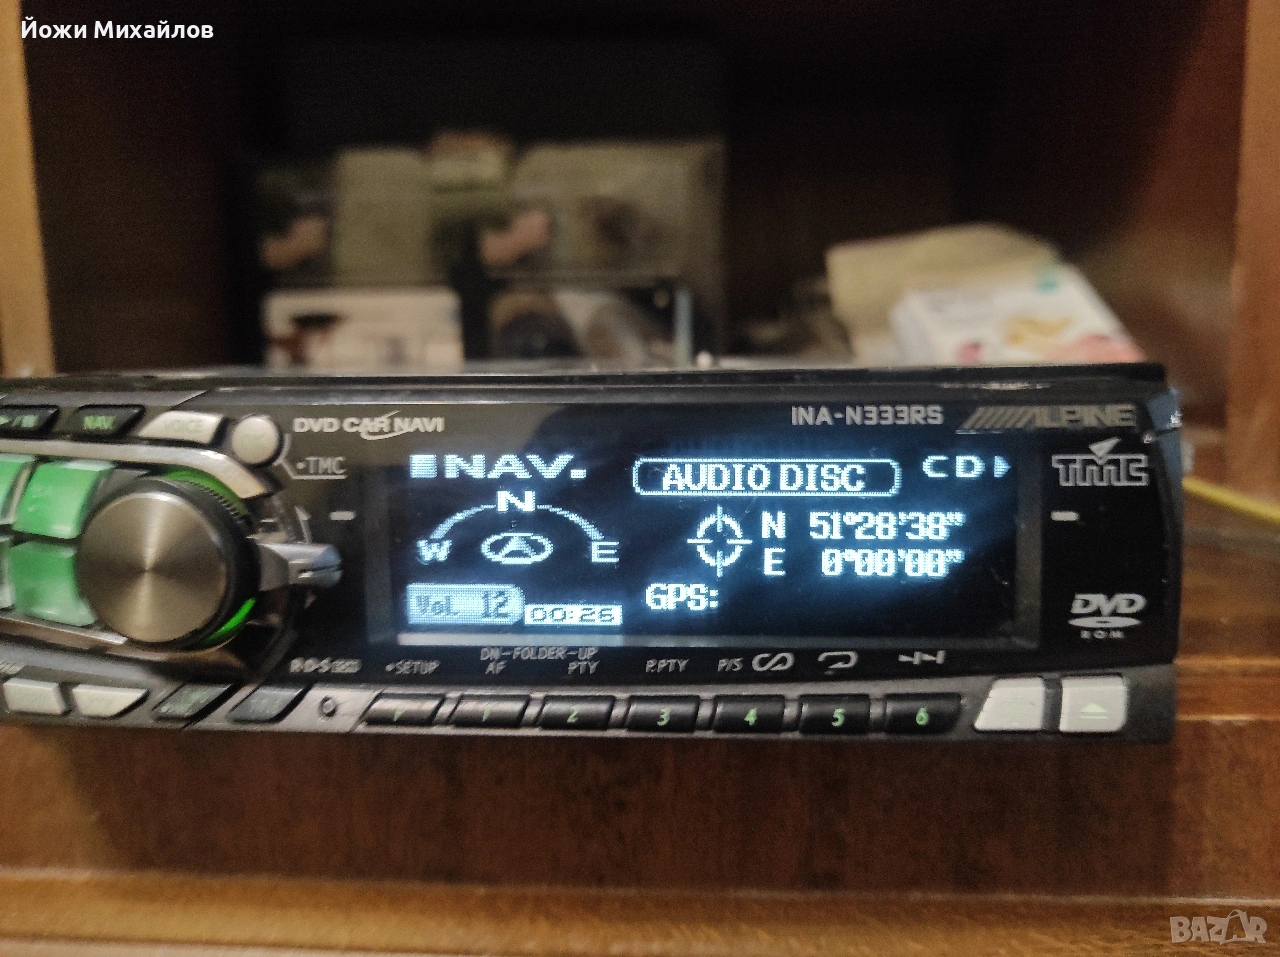 Йожи Михайлов
NAV.
VOICE
DVD CAR NAVI
INA-N333RS
ALPINE
•TMC
NAV.
AUDIO DISC
CD
TMC
N
W E
N 51°28'38"
E 0°00'00"
GPS:
Vol 12
00:26
DVD
ROM
R·D·S
•SETUP
DN-FOLDER-UP
AF
PTY
P.PTY
P/S
F 1 2 3 4 5 6
BAZAR